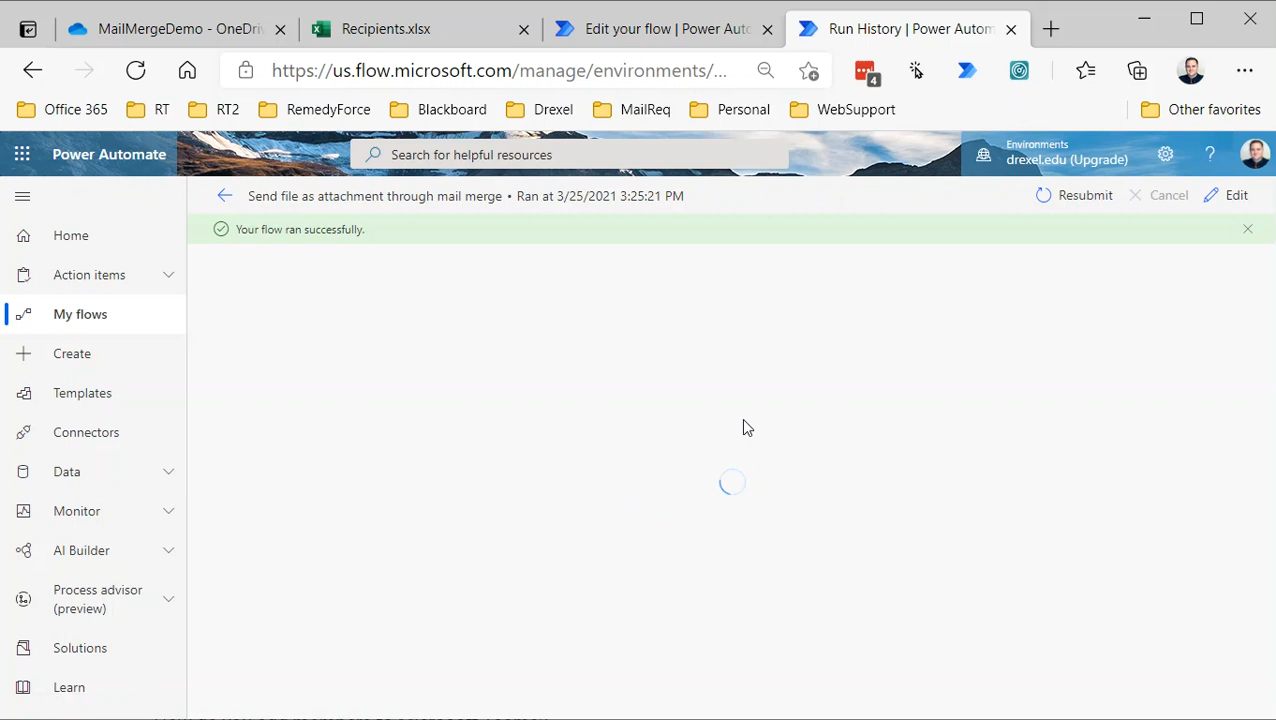 MailMergeDemo - OneDriv
Recipients.xlsx
Edit your flow | Power Auto
Run History | Power Autom
https://us.flow.microsoft.com/manage/environments/...
4
Office 365
RT
RT2
RemedyForce
Blackboard
Drexel
MailReq
Personal
WebSupport
Other favorites
Power Automate
Search for helpful resources
Environments
drexel.edu (Upgrade)
?
Send file as attachment through mail merge • Ran at 3/25/2021 3:25:21 PM
Resubmit
Cancel
Edit
Your flow ran successfully.
Home
Action items
My flows
Create
Templates
Connectors
Data
Monitor
AI Builder
Process advisor
(preview)
Solutions
Learn